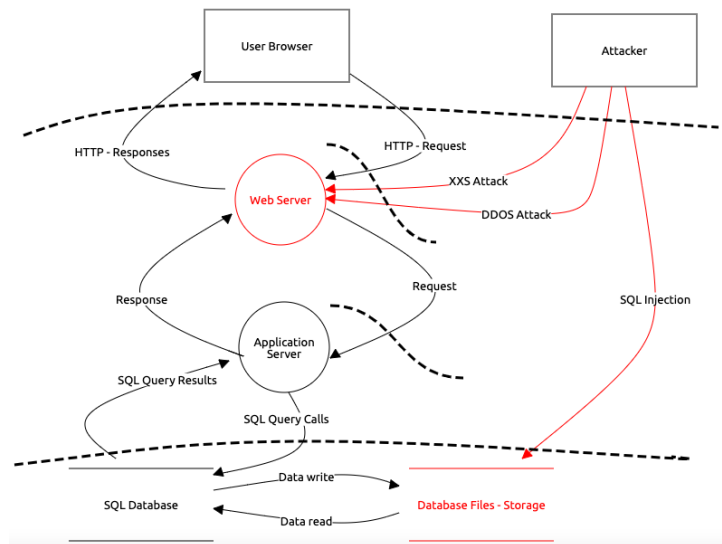 User Browser
Attacker
HTTP - Responses
HTTP - Request
XXS Attack
Web Server
DDOS Attack
Response
Request
SQL Injection
Application
Server
SQL Query Results
SQL Query Calls
Data write
SQL Database
Database Files - Storage
Data read